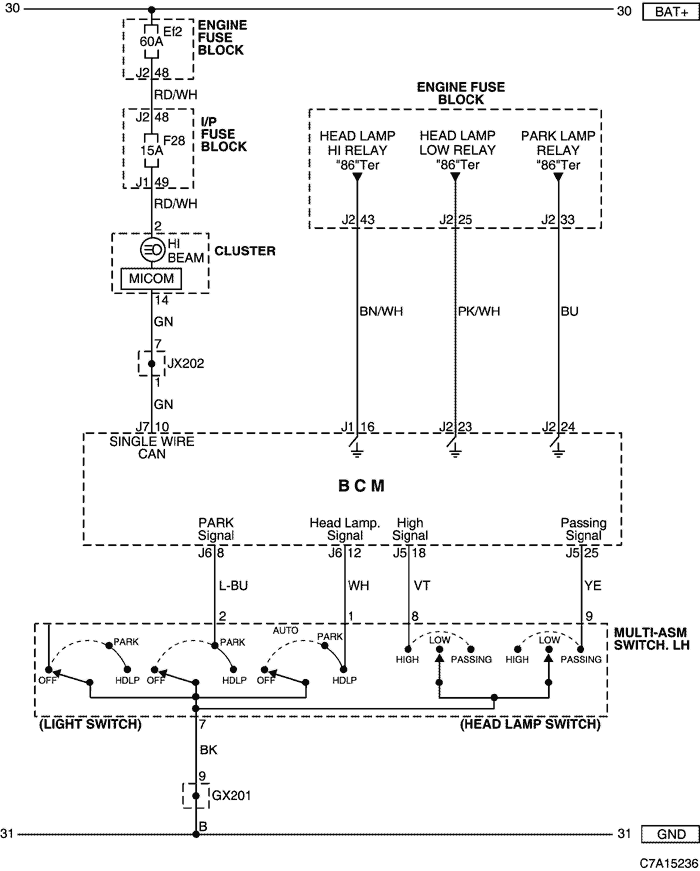 30
30
BAT+
Ef2
60A
ENGINE
FUSE
BLOCK
J2 48
RD/WH
J2 48
F28
15A
I/P
FUSE
BLOCK
J1 49
RD/WH
2
HI
BEAM
MICOM
CLUSTER
14
GN
7
JX202
1
GN
ENGINE FUSE
BLOCK
HEAD LAMP
HI RELAY
"86"Ter
HEAD LAMP
LOW RELAY
"86"Ter
PARK LAMP
RELAY
"86"Ter
J2 43
J2 25
J2 33
BN/WH
PK/WH
BU
J7 10
J1 16
J2 23
J2 24
SINGLE WIRE
CAN
B C M
PARK
Signal
Head Lamp.
Signal
High
Signal
Passing
Signal
J6 8
J6 12
J5 18
J5 25
L-BU
WH
VT
YE
2
1
8
9
MULTI-ASM
SWITCH. LH
PARK
OFF
HDLP
PARK
OFF
HDLP
AUTO
PARK
OFF
HDLP
HIGH
LOW
PASSING
HIGH
LOW
PASSING
(LIGHT SWITCH)
(HEAD LAMP SWITCH)
7
BK
9
GX201
B
31
31
GND
C7A15236